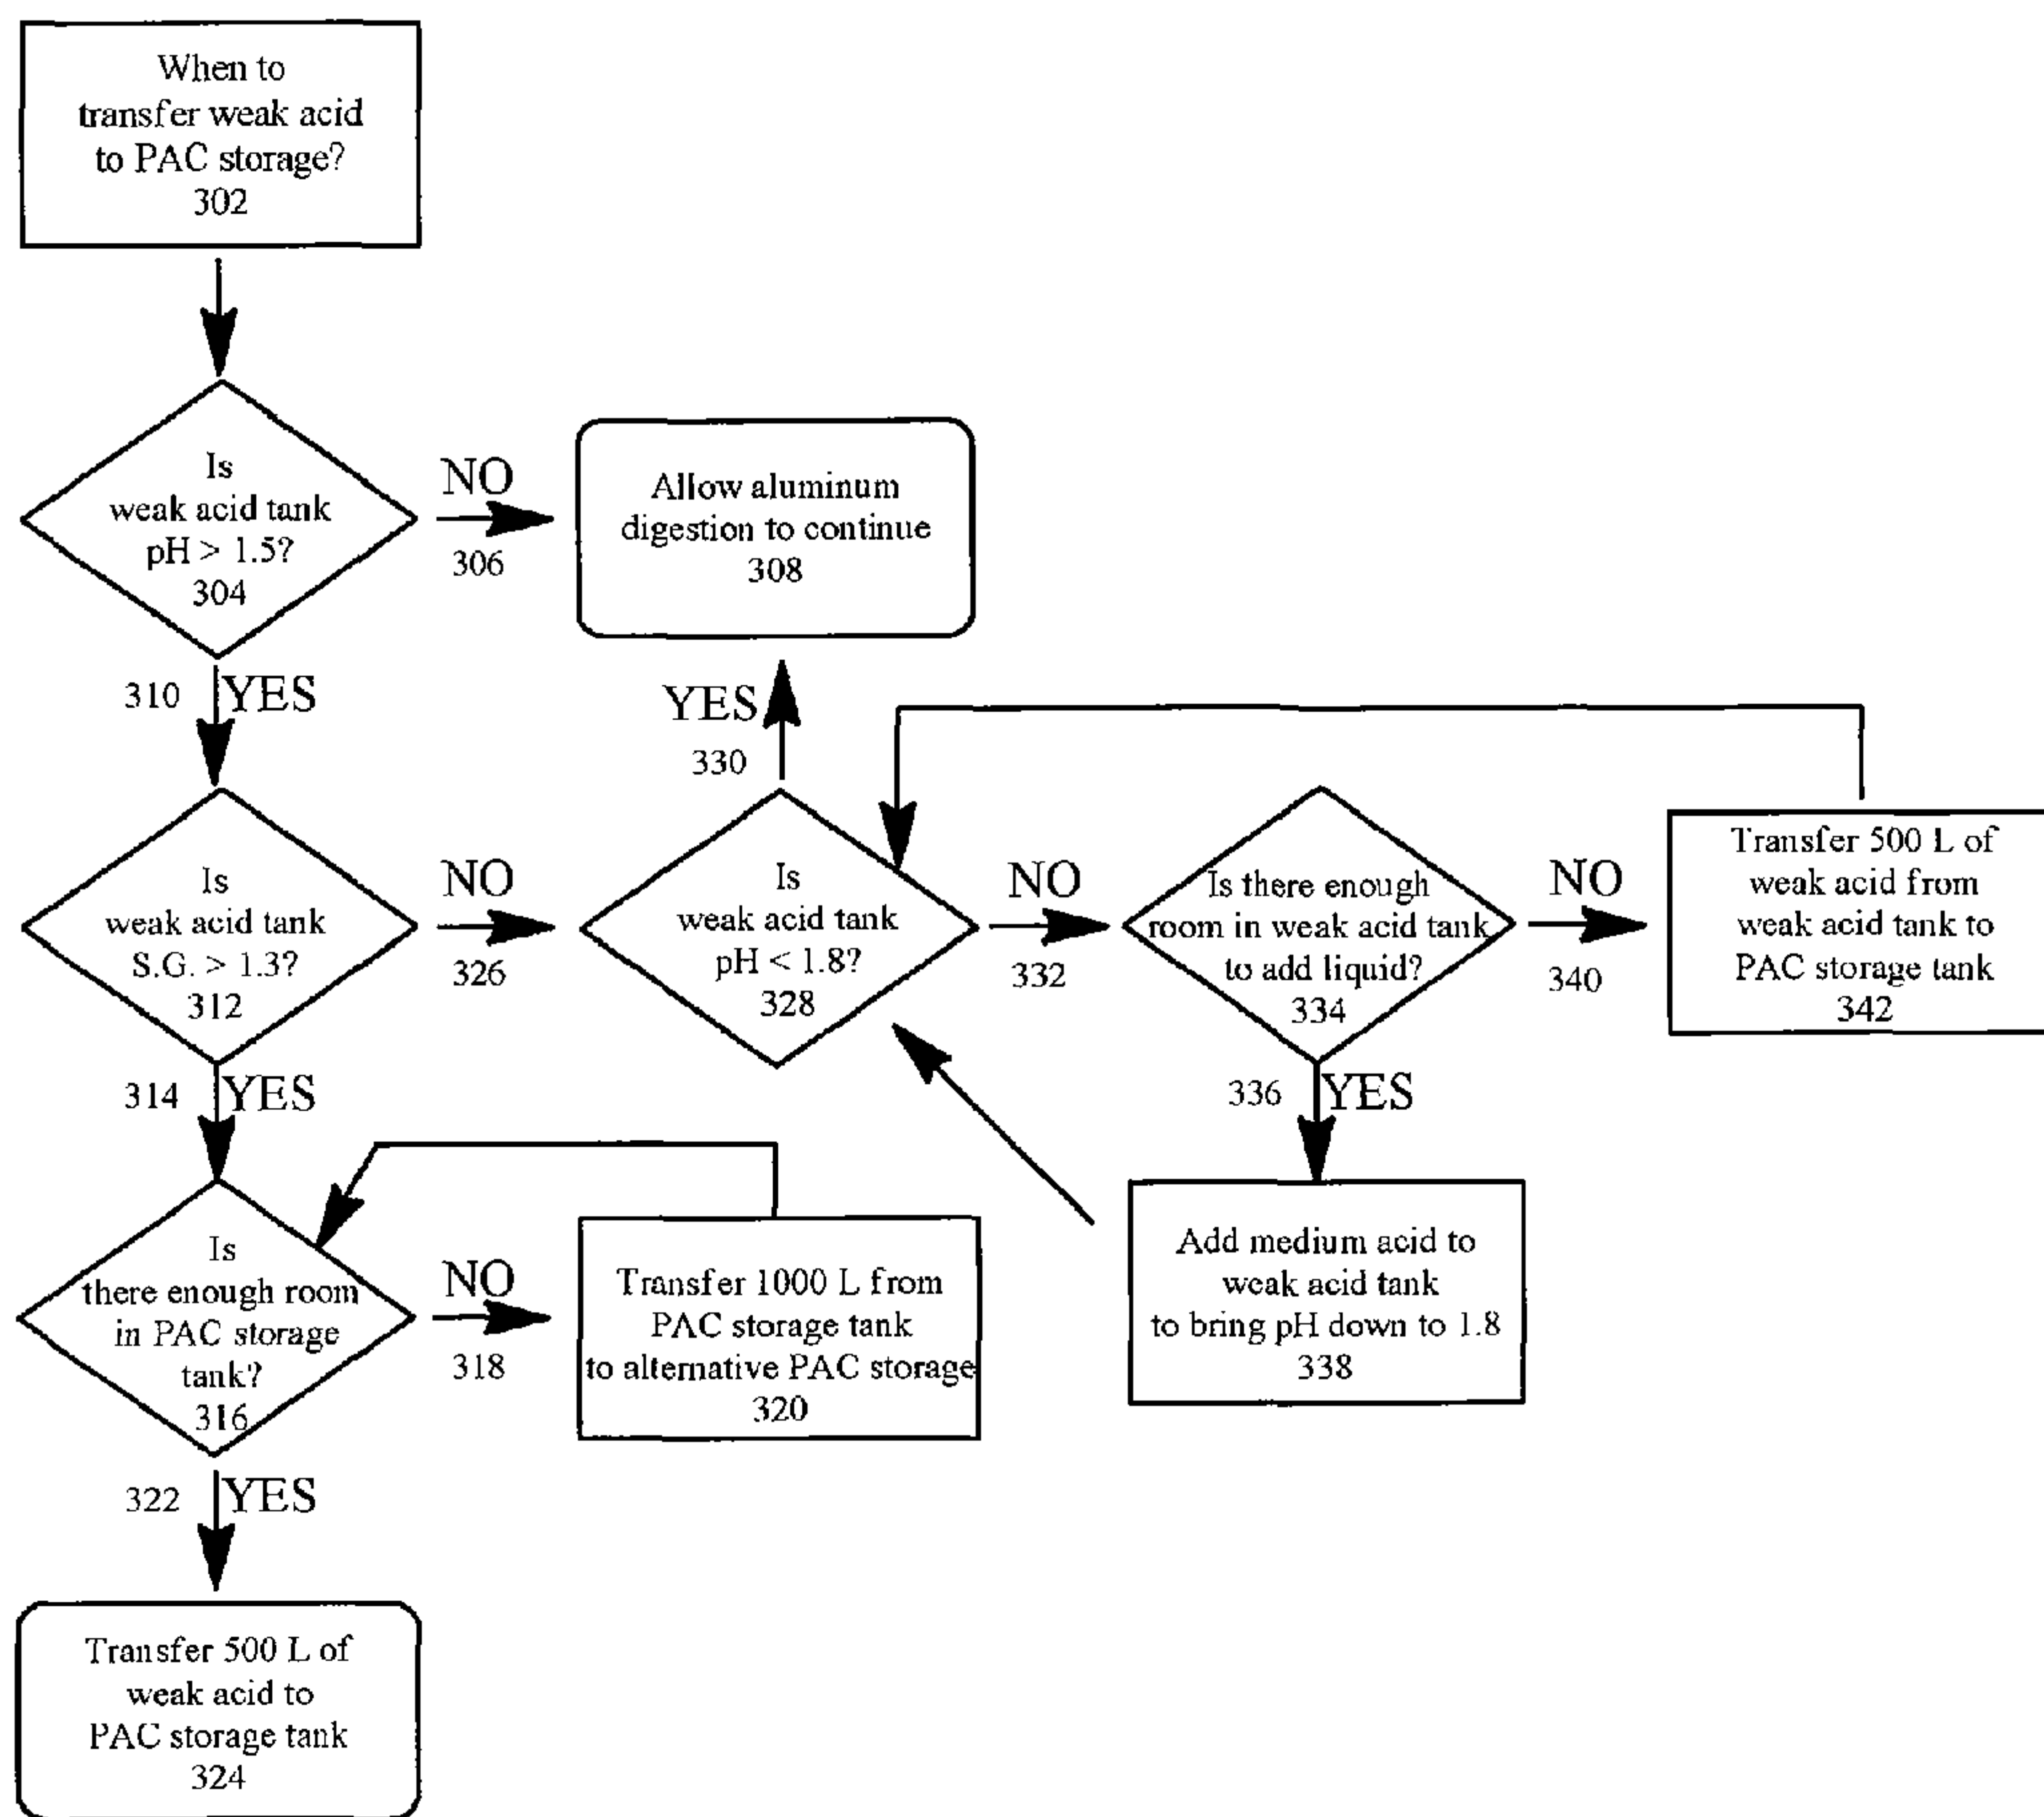 When to
transfer weak acid
to PAC storage?
302
Is
weak acid tank
pH > 1.5?
304
NO
306
Allow aluminum
digestion to continue
308
310
YES
YES
330
Is
weak acid tank
S.G. > 1.3?
312
NO
326
Is
weak acid tank
pH < 1.8?
328
NO
332
Is there enough
room in weak acid tank
to add liquid?
334
NO
340
Transfer 500 L of
weak acid from
weak acid tank to
PAC storage tank
342
314
YES
336
YES
Is
there enough room
in PAC storage
tank?
316
NO
318
Transfer 1000 L from
PAC storage tank
to alternative PAC storage
320
Add medium acid to
weak acid tank
to bring pH down to 1.8
338
322
YES
Transfer 500 L of
weak acid to
PAC storage tank
324